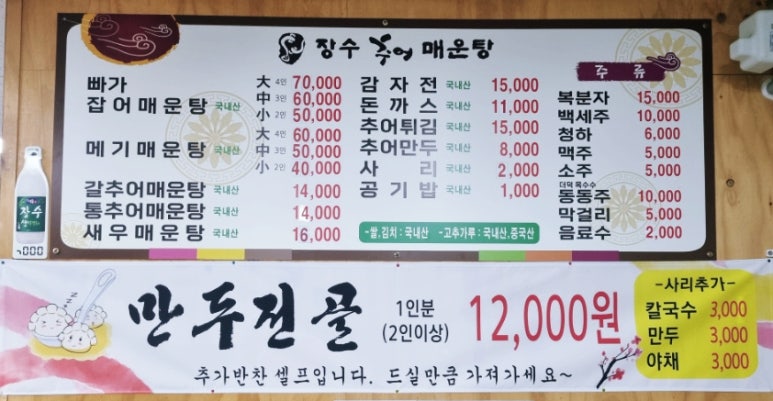 장수 추어 매운탕
빠가
잡어매운탕 국내산
大 4인 70,000
中 3인 60,000
小 2인 50,000
메기매운탕 국내산
大 4인 60,000
中 3인 50,000
小 2인 40,000
갈추어매운탕 국내산 14,000
통추어매운탕 국내산 14,000
새우매운탕 국내산 16,000
감자전 국내산 15,000
돈까스 국내산 11,000
추어튀김 국내산 15,000
추어만두 국내산 8,000
사리 국내산 2,000
공기밥 국내산 1,000
-쌀,김치 : 국내산 -고추가루 : 국내산,중국산
주류
복분자 15,000
백세주 10,000
청하 6,000
맥주 5,000
소주 5,000
더덕 옥수수
동동주 10,000
막걸리 5,000
음료수 2,000
장수
만두전골
1인분
(2인이상)
12,000원
추가반찬 셀프입니다. 드실만큼 가져가세요~
-사리추가-
칼국수 3,000
만두 3,000
야채 3,000